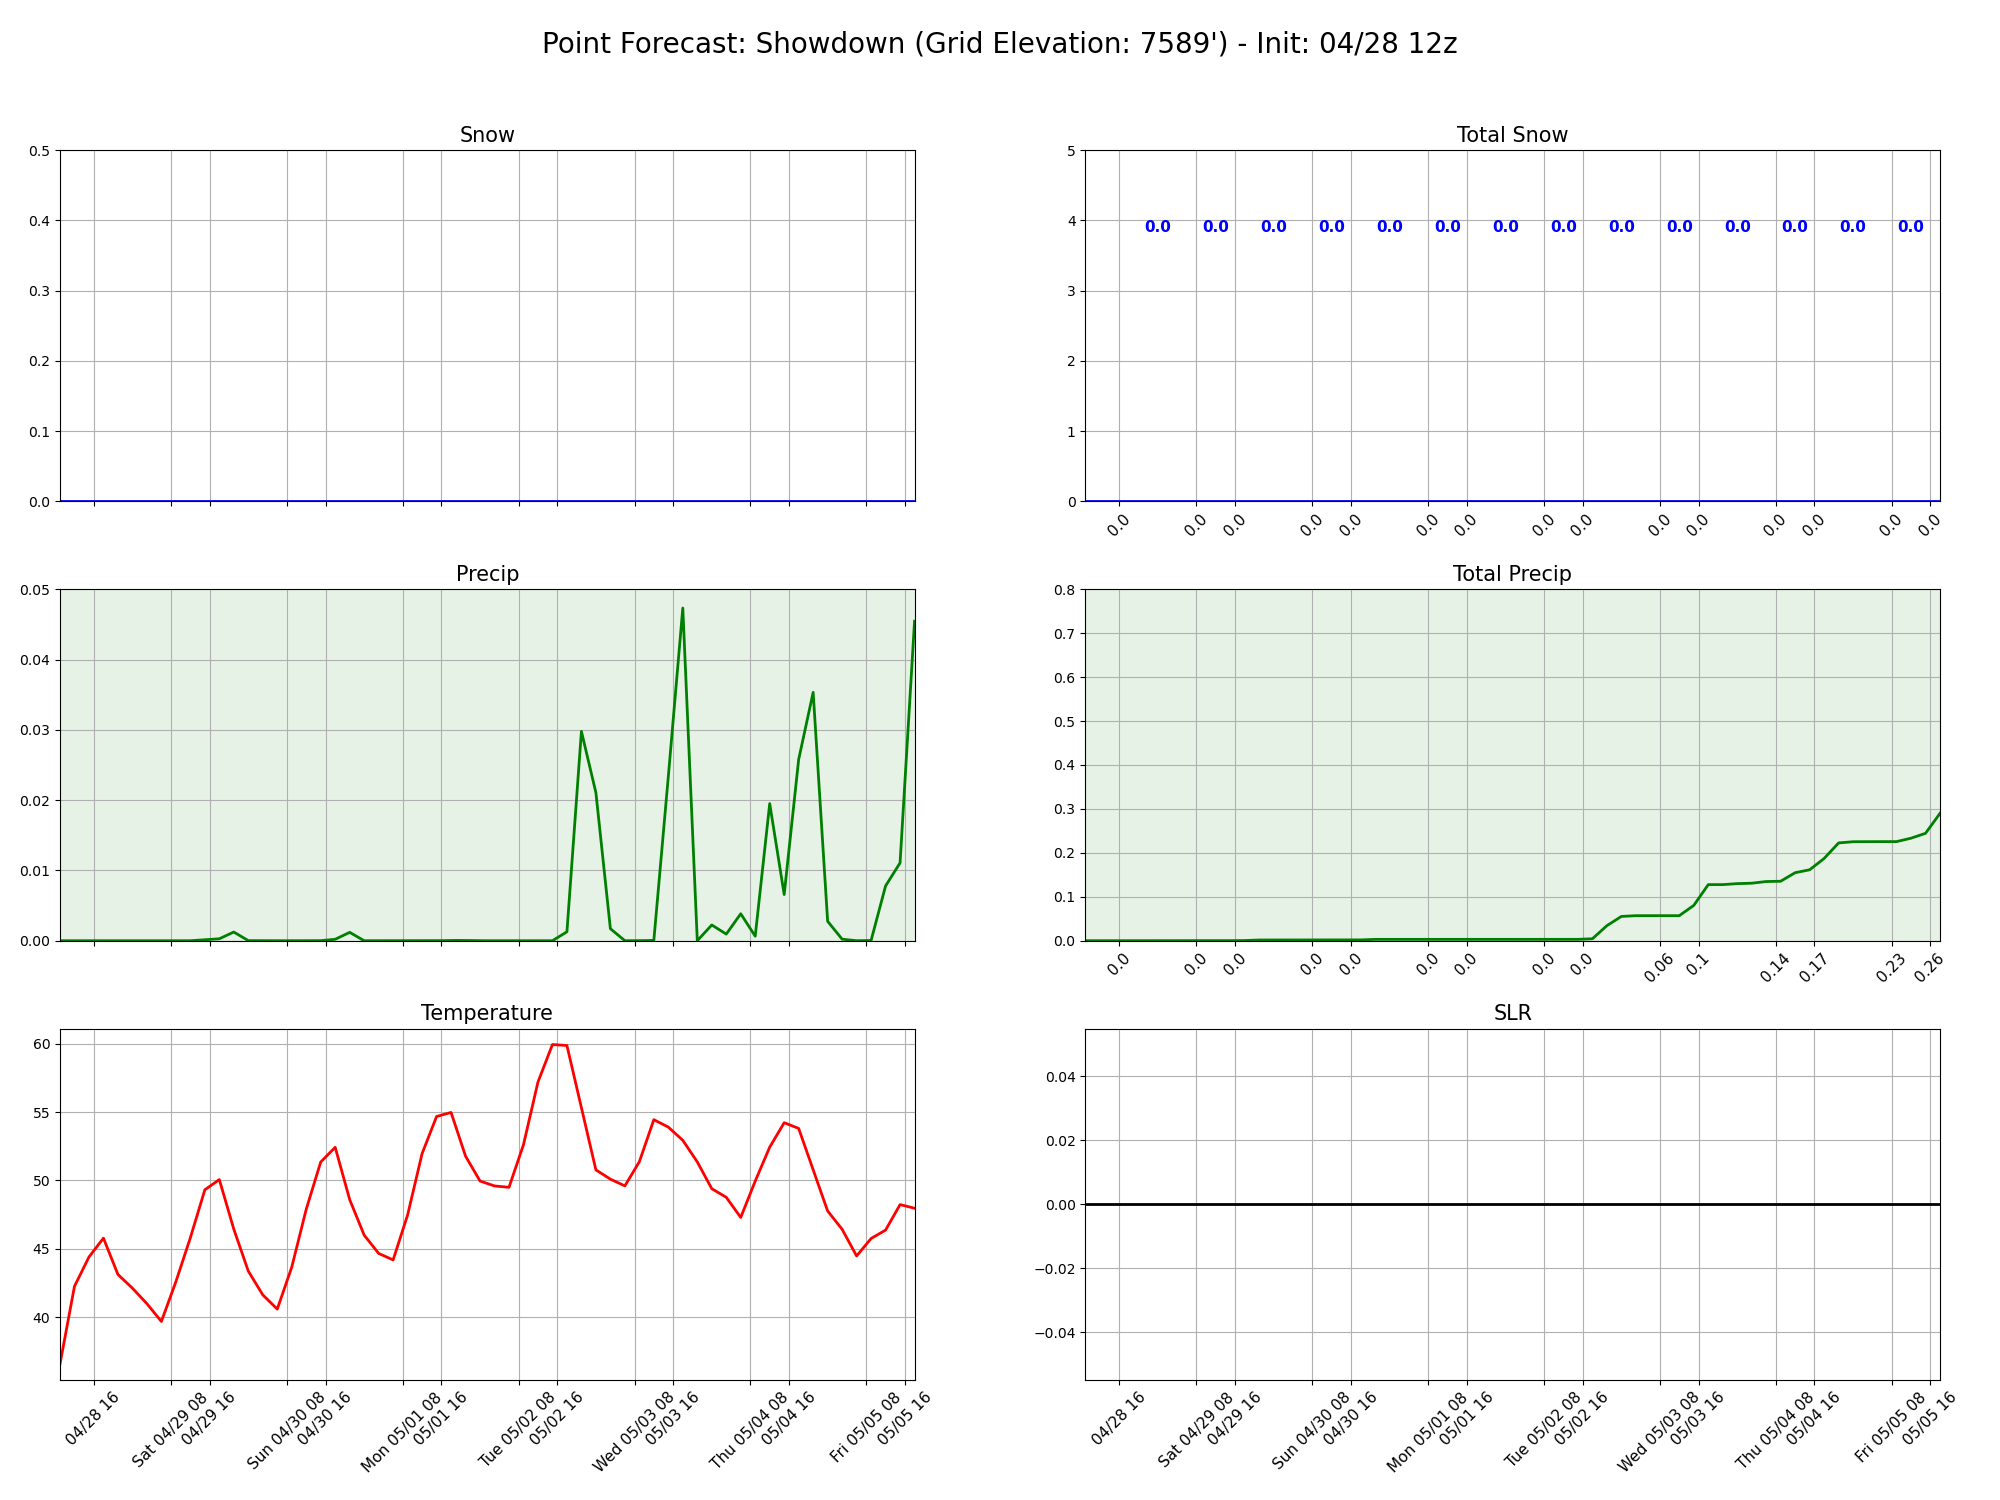 Point Forecast: Showdown (Grid Elevation: 7589') - Init: 04/28 12z
Snow
0.5
0.4
0.3
0.2
0.1
0.0
Total Snow
5
4
3
2
1
0
0.0 0.0 0.0 0.0 0.0 0.0 0.0 0.0 0.0 0.0 0.0 0.0 0.0 0.0
0.0 0.0 0.0 0.0 0.0 0.0 0.0 0.0 0.0 0.0 0.0 0.0 0.0 0.0 0.0
Precip
0.05
0.04
0.03
0.02
0.01
0.00
Total Precip
0.8
0.7
0.6
0.5
0.4
0.3
0.2
0.1
0.0
0.0 0.0 0.0 0.0 0.0 0.0 0.0 0.0 0.0 0.06 0.1 0.14 0.17 0.23 0.26
Temperature
60
55
50
45
40
04/28 16
Sat 04/29 08
04/29 16
Sun 04/30 08
04/30 16
Mon 05/01 08
05/01 16
Tue 05/02 08
05/02 16
Wed 05/03 08
05/03 16
Thu 05/04 08
05/04 16
Fri 05/05 08
05/05 16
SLR
0.04
0.02
0.00
−0.02
−0.04
04/28 16
Sat 04/29 08
04/29 16
Sun 04/30 08
04/30 16
Mon 05/01 08
05/01 16
Tue 05/02 08
05/02 16
Wed 05/03 08
05/03 16
Thu 05/04 08
05/04 16
Fri 05/05 08
05/05 16